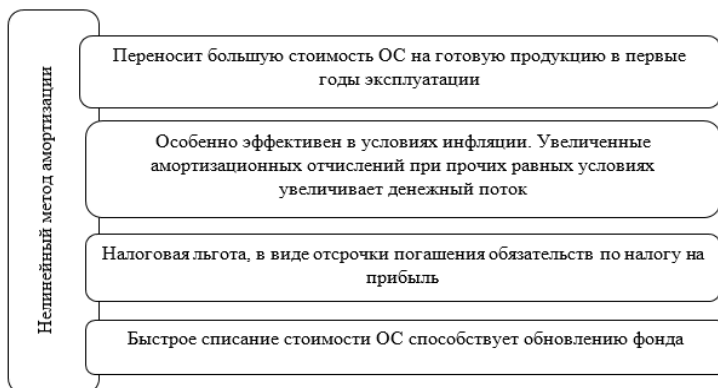 Нелинейный метод амортизации
Переносит большую стоимость ОС на готовую продукцию в первые
годы эксплуатации
Особенно эффективен в условиях инфляции. Увеличенные
амортизационных отчислений при прочих равных условиях
увеличивает денежный поток
Налоговая льгота, в виде отсрочки погашения обязательств по налогу на
прибыль
Быстрое списание стоимости ОС способствует обновлению фонда